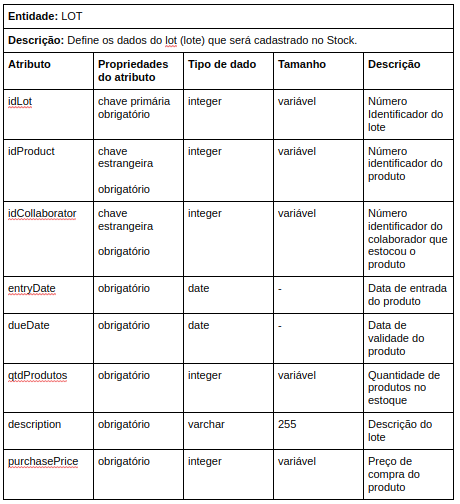 Entidade: LOT
Descrição: Define os dados do lot (lote) que será cadastrado no Stock.
Atributo
Propriedades
do atributo
Tipo de dado
Tamanho
Descrição
idLot
chave primária
obrigatório
integer
variável
Número
Identificador do
lote
idProduct
chave
estrangeira
obrigatório
integer
variável
Número
identificador do
produto
idCollaborator
chave
estrangeira
obrigatório
integer
variável
Número
identificador do
colaborador que
estocou o
produto
entryDate
obrigatório
date
-
Data de entrada
do produto
dueDate
obrigatório
date
-
Data de
validade do
produto
qtdProdutos
obrigatório
integer
variável
Quantidade de
produtos no
estoque
description
obrigatório
varchar
255
Descrição do
lote
purchasePrice
obrigatório
integer
variável
Preço de
compra do
produto